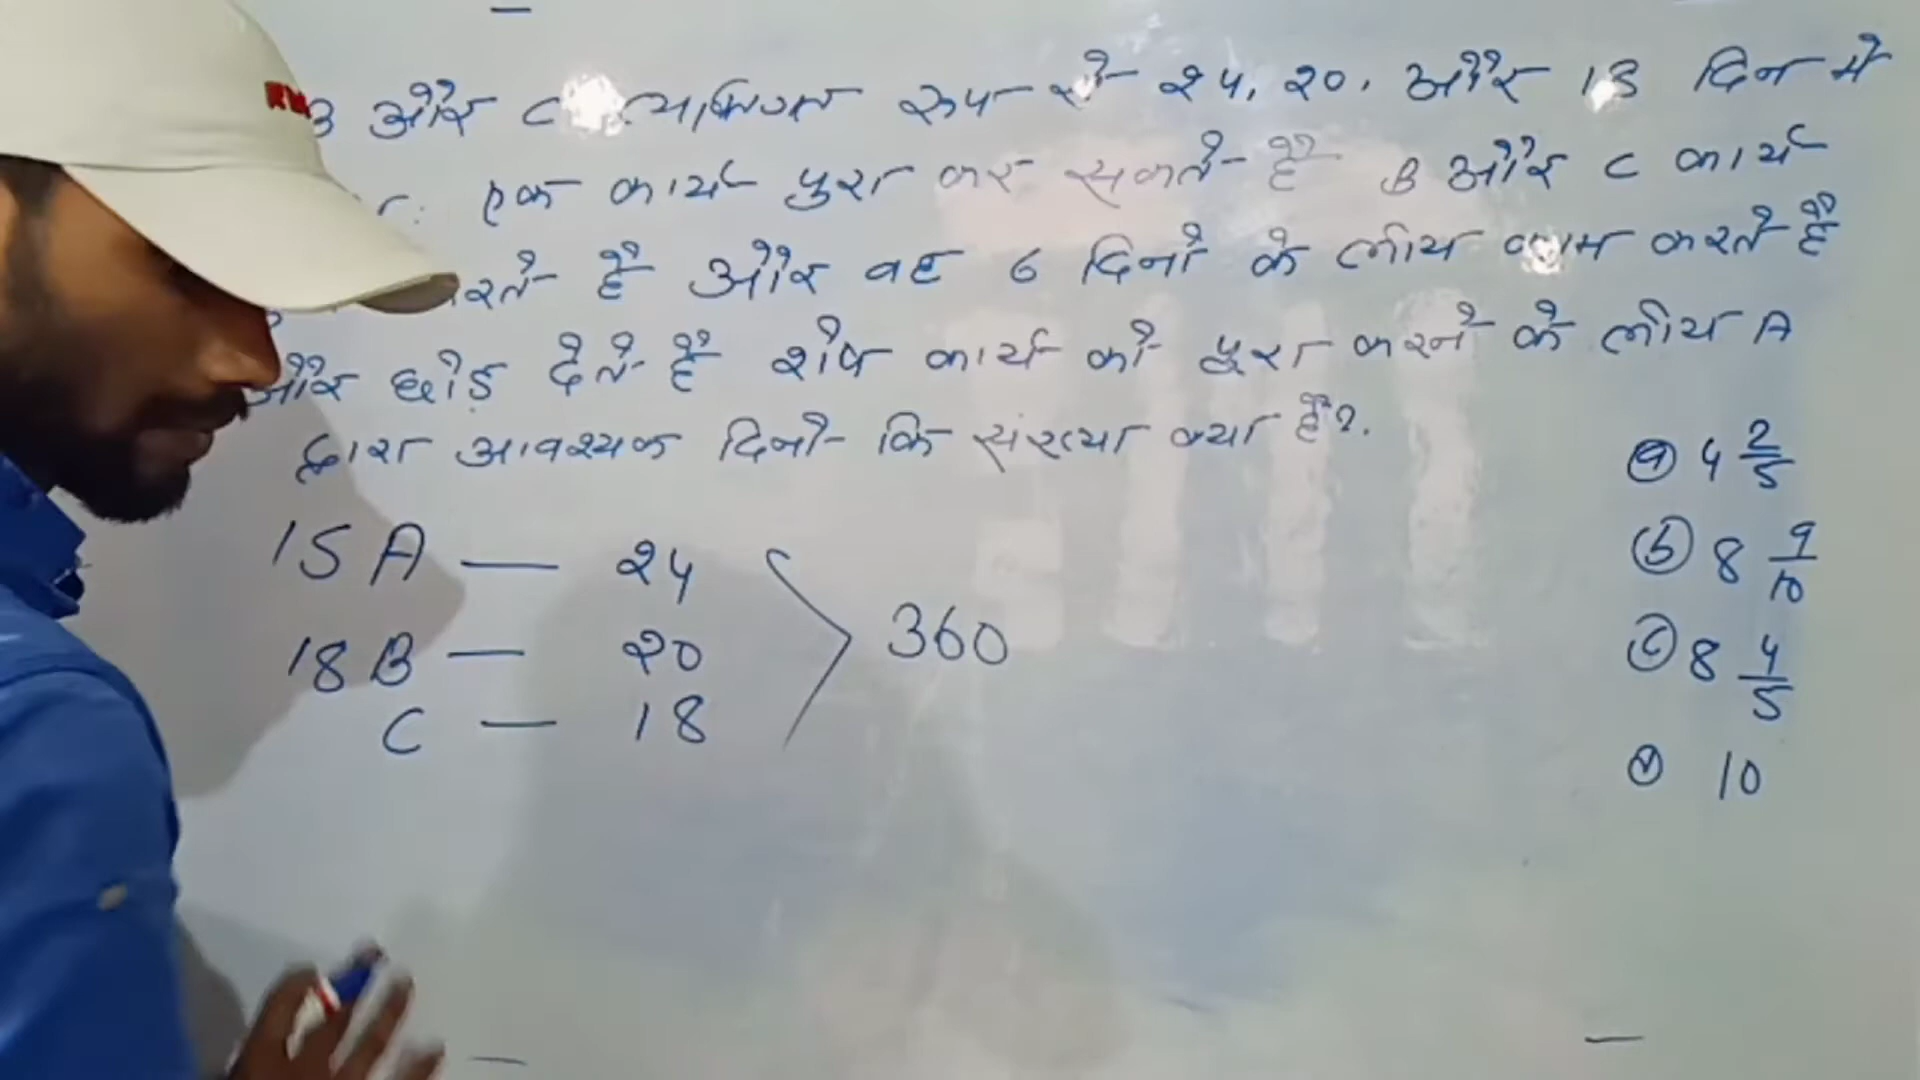 B और C व्यक्तिगत रूप से 24, 20, और 18 दिन में
एक कार्य पुरा कर सकते हैं B और C कार्य
करते हैं और वह 6 दिनो के लीय काम करते हैं
और छोड़ देते हैं शेष कार्य को पुरा करने के लीय A
द्वारा आवश्यक दिनो कि संख्या क्या हैं?.
15 A — 24
18 B — 20
C — 18
360
(a) 4 2/5
(b) 8 9/10
(c) 8 4/5
10